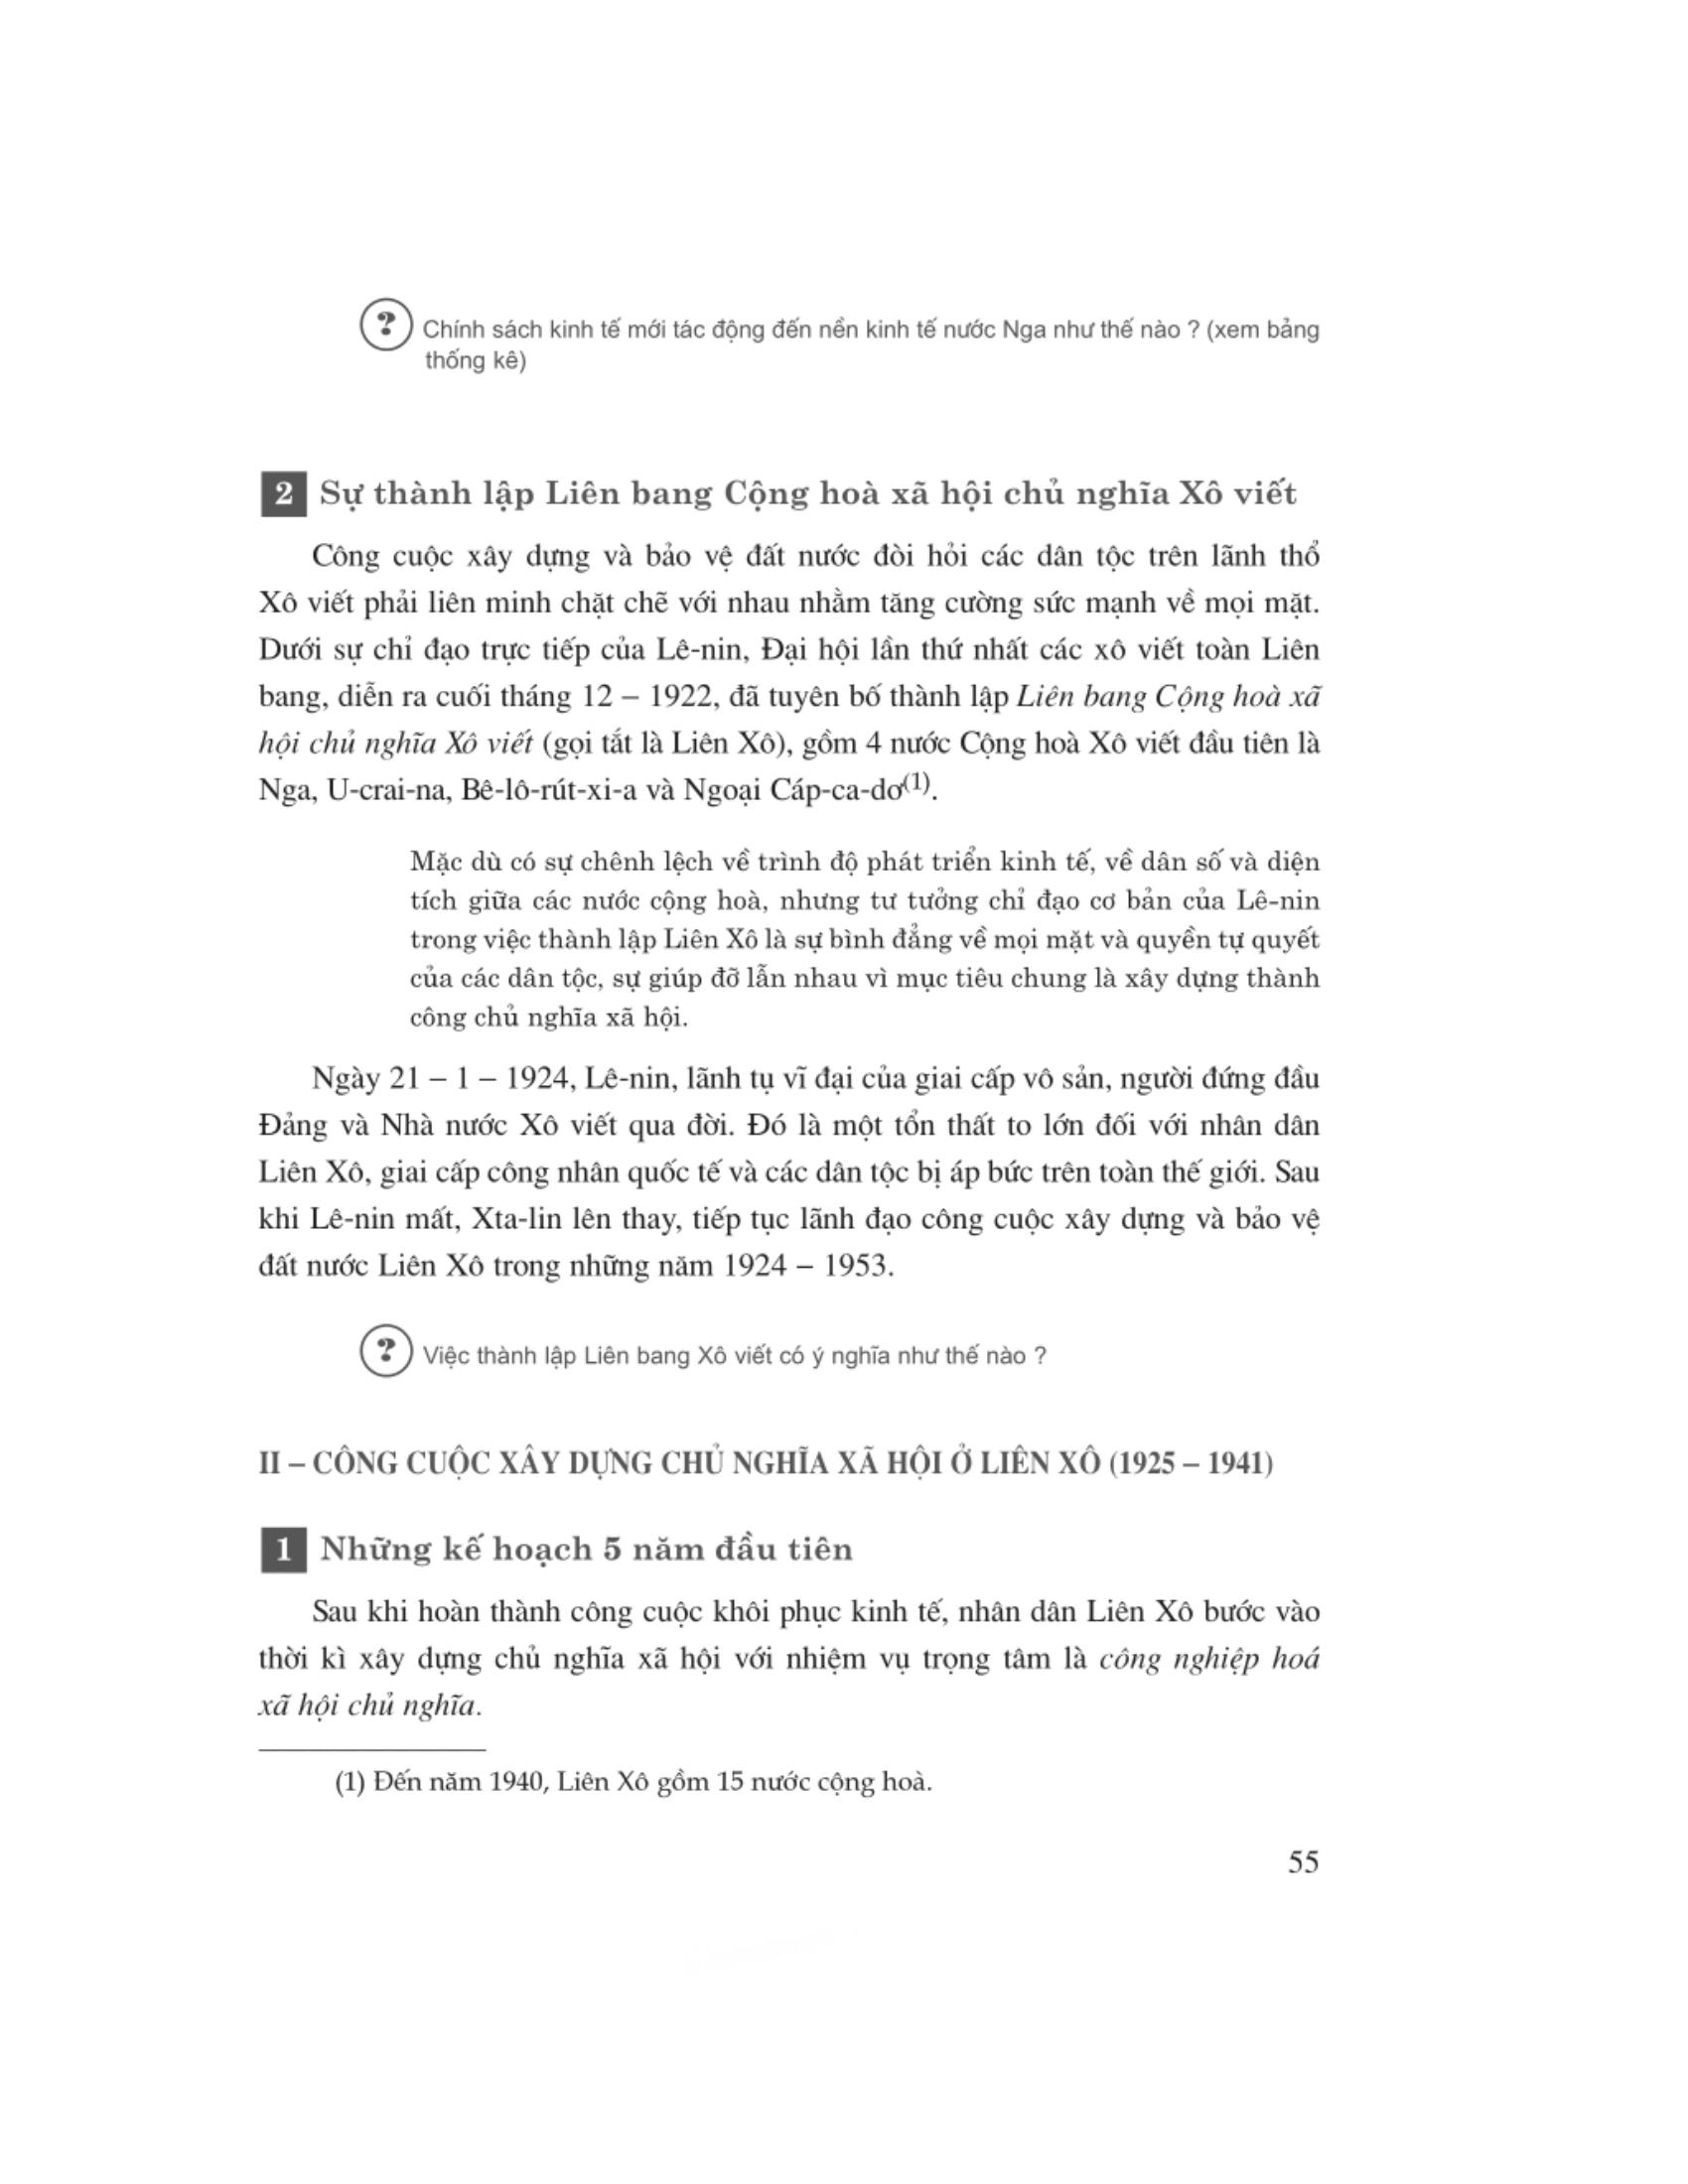 ? Chính sách kinh tế mới tác động đến nền kinh tế nước Nga như thế nào ? (xem bảng
thống kê)
2 Sự thành lập Liên bang Cộng hoà xã hội chủ nghĩa Xô viết
Công cuộc xây dựng và bảo vệ đất nước đòi hỏi các dân tộc trên lãnh thổ
Xô viết phải liên minh chặt chẽ với nhau nhằm tăng cường sức mạnh về mọi mặt.
Dưới sự chỉ đạo trực tiếp của Lê-nin, Đại hội lần thứ nhất các xô viết toàn Liên
bang, diễn ra cuối tháng 12 – 1922, đã tuyên bố thành lập Liên bang Cộng hoà xã
hội chủ nghĩa Xô viết (gọi tắt là Liên Xô), gồm 4 nước Cộng hoà Xô viết đầu tiên là
Nga, U-crai-na, Bê-lô-rút-xi-a và Ngoại Cáp-ca-dơ(1).
Mặc dù có sự chênh lệch về trình độ phát triển kinh tế, về dân số và diện
tích giữa các nước cộng hoà, nhưng tư tưởng chỉ đạo cơ bản của Lê-nin
trong việc thành lập Liên Xô là sự bình đẳng về mọi mặt và quyền tự quyết
của các dân tộc, sự giúp đỡ lẫn nhau vì mục tiêu chung là xây dựng thành
công chủ nghĩa xã hội.
Ngày 21 – 1 – 1924, Lê-nin, lãnh tụ vĩ đại của giai cấp vô sản, người đứng đầu
Đảng và Nhà nước Xô viết qua đời. Đó là một tổn thất to lớn đối với nhân dân
Liên Xô, giai cấp công nhân quốc tế và các dân tộc bị áp bức trên toàn thế giới. Sau
khi Lê-nin mất, Xta-lin lên thay, tiếp tục lãnh đạo công cuộc xây dựng và bảo vệ
đất nước Liên Xô trong những năm 1924 – 1953.
? Việc thành lập Liên bang Xô viết có ý nghĩa như thế nào ?
II – CÔNG CUỘC XÂY DỰNG CHỦ NGHĨA XÃ HỘI Ở LIÊN XÔ (1925 – 1941)
1 Những kế hoạch 5 năm đầu tiên
Sau khi hoàn thành công cuộc khôi phục kinh tế, nhân dân Liên Xô bước vào
thời kì xây dựng chủ nghĩa xã hội với nhiệm vụ trọng tâm là công nghiệp hoá
xã hội chủ nghĩa.
(1) Đến năm 1940, Liên Xô gồm 15 nước cộng hoà.
55